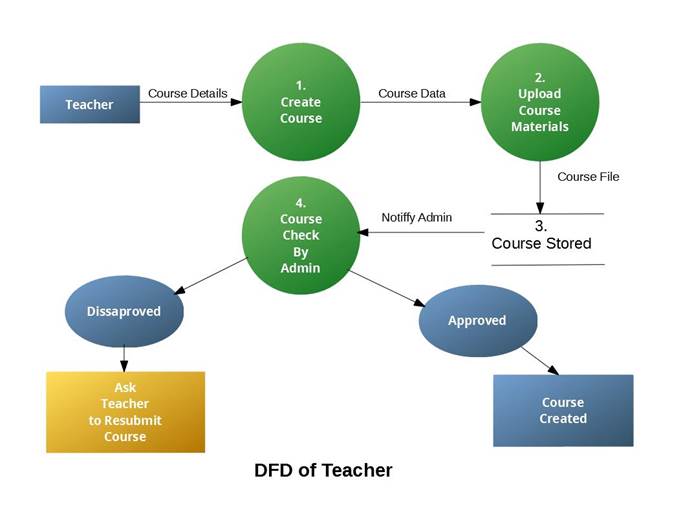 Teacher
Course Details
1.
Create
Course
Course Data
2.
Upload
Course
Materials
Course File
3.
Course Stored
Notiffy Admin
4.
Course
Check
By
Admin
Dissaproved
Approved
Ask
Teacher
to Resubmit
Course
Course
Created
DFD of Teacher